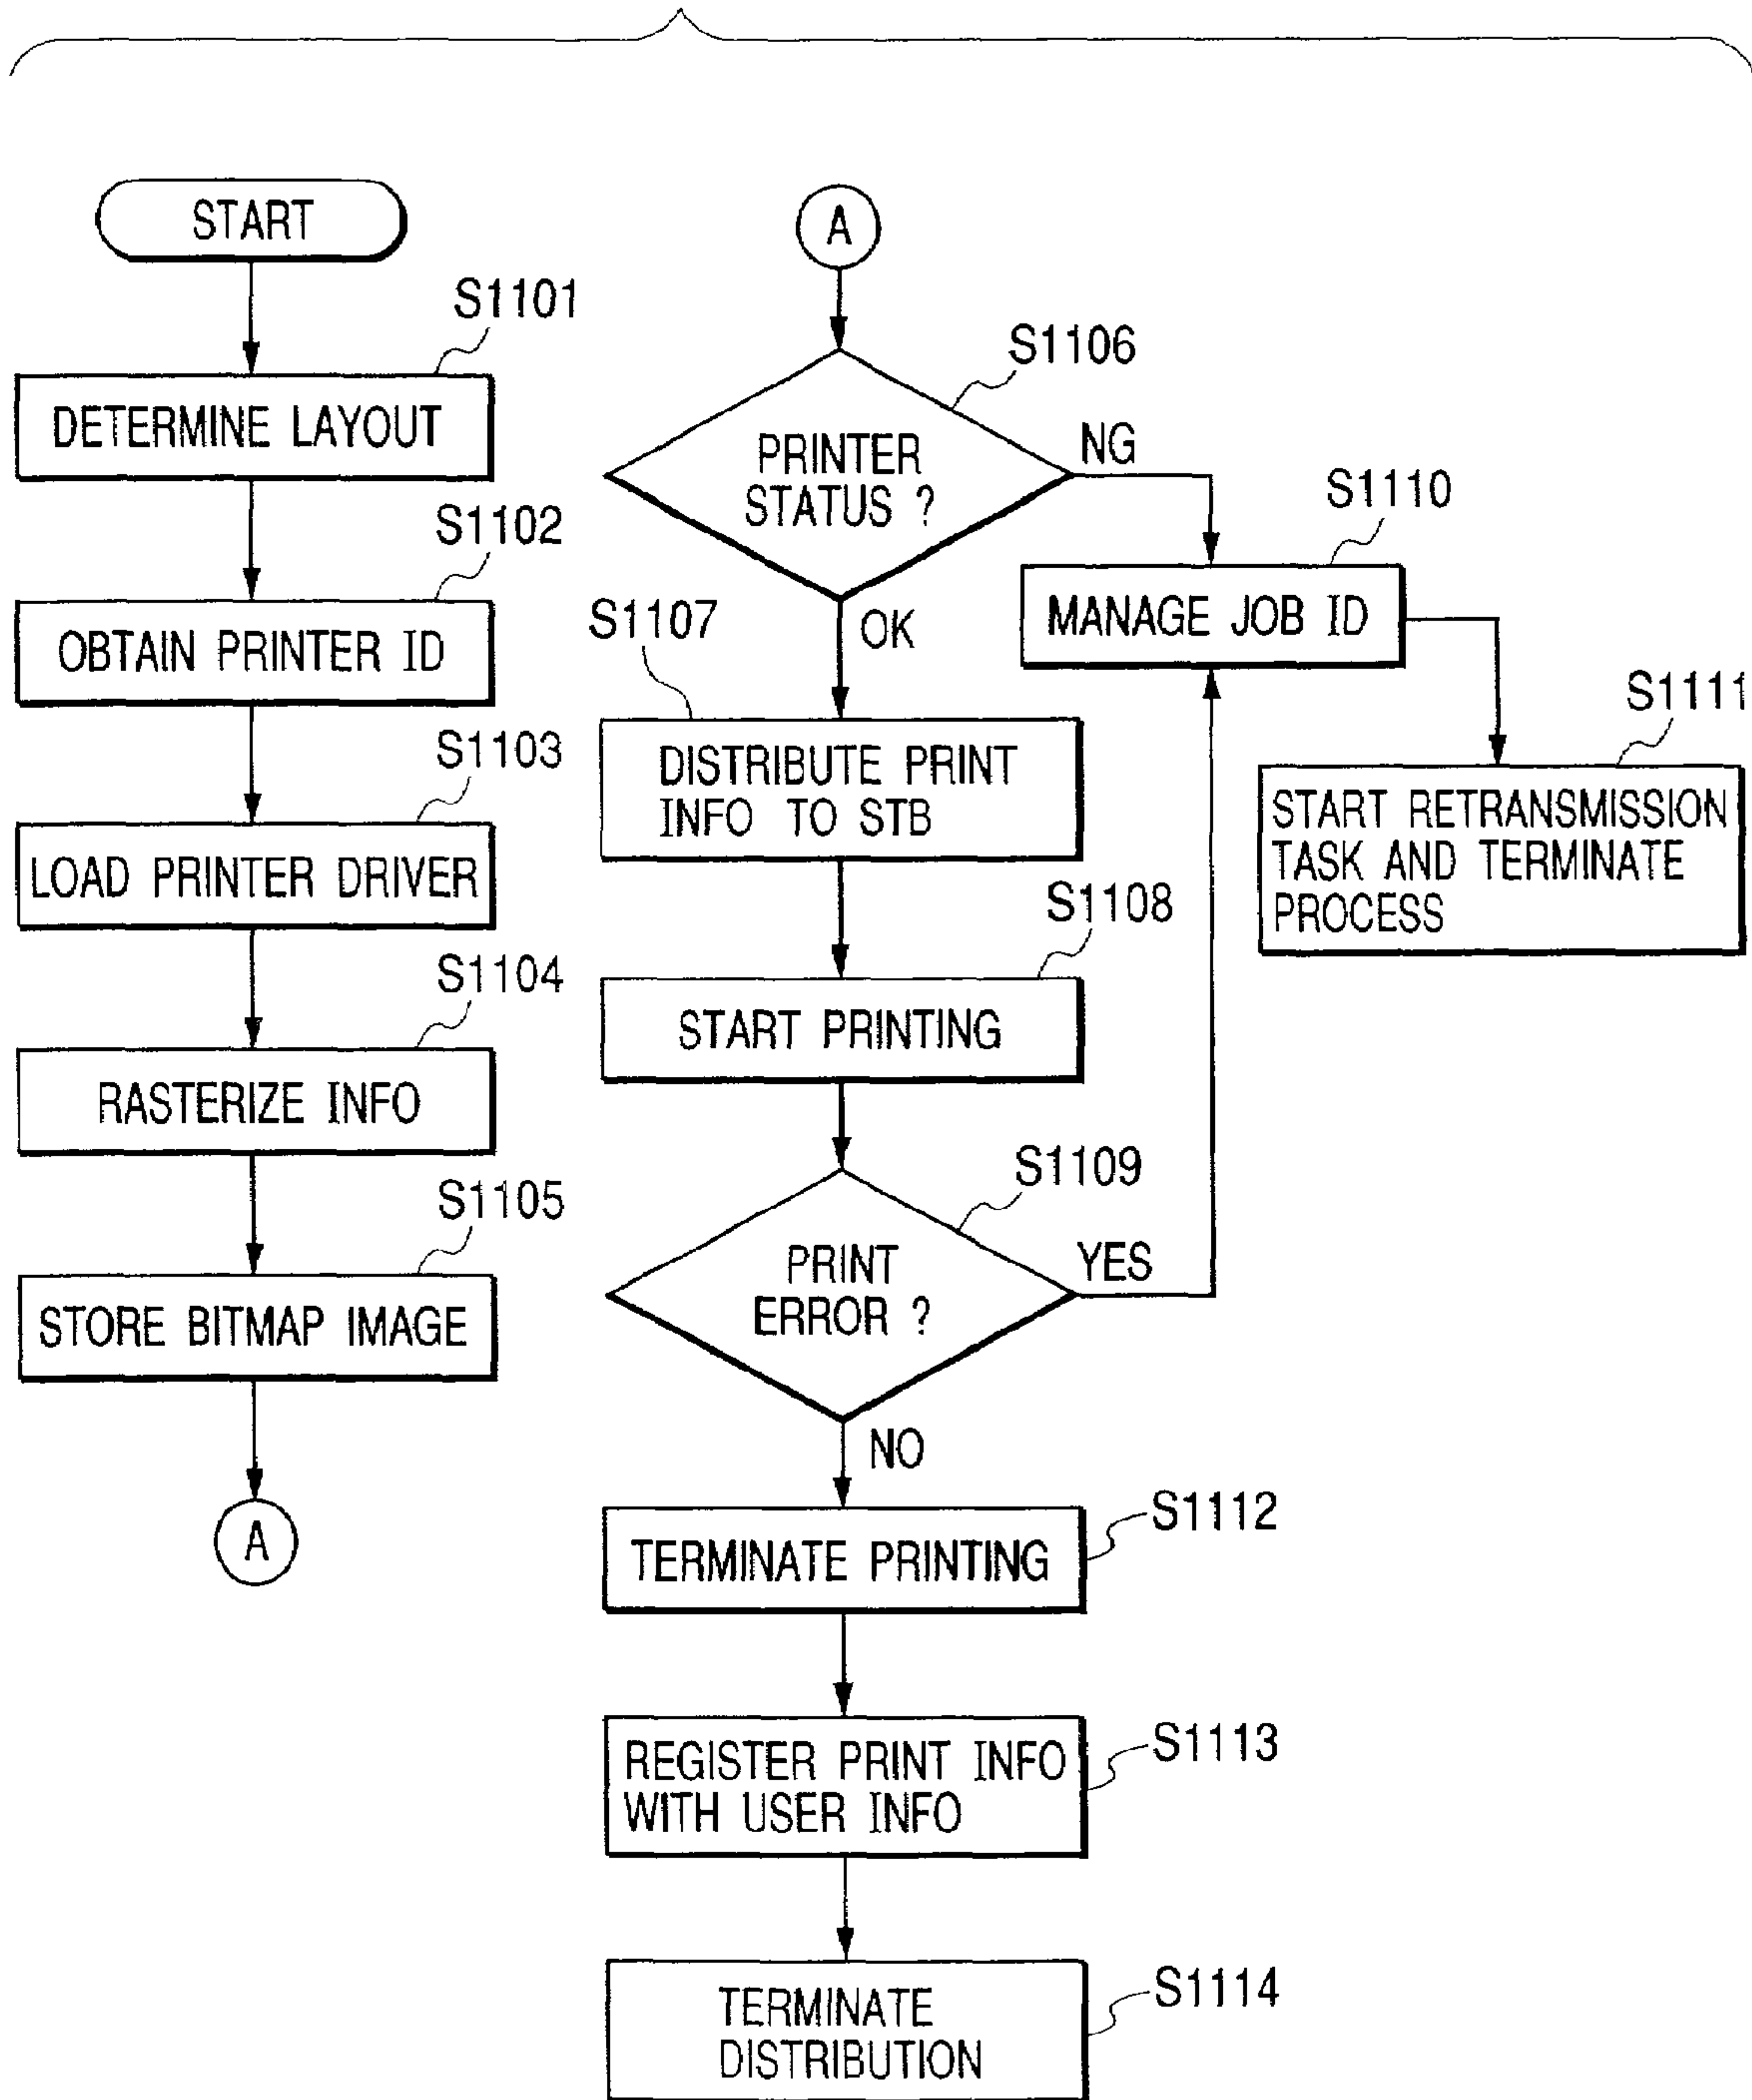 START
S1101
DETERMINE LAYOUT
S1102
OBTAIN PRINTER ID
S1103
LOAD PRINTER DRIVER
S1104
RASTERIZE INFO
S1105
STORE BITMAP IMAGE
A
A
S1106
PRINTER
STATUS ?
NG
OK
S1110
MANAGE JOB ID
S1111
START RETRANSMISSION
TASK AND TERMINATE
PROCESS
S1107
DISTRIBUTE PRINT
INFO TO STB
S1108
START PRINTING
S1109
PRINT
ERROR ?
YES
NO
S1112
TERMINATE PRINTING
S1113
REGISTER PRINT INFO
WITH USER INFO
S1114
TERMINATE
DISTRIBUTION